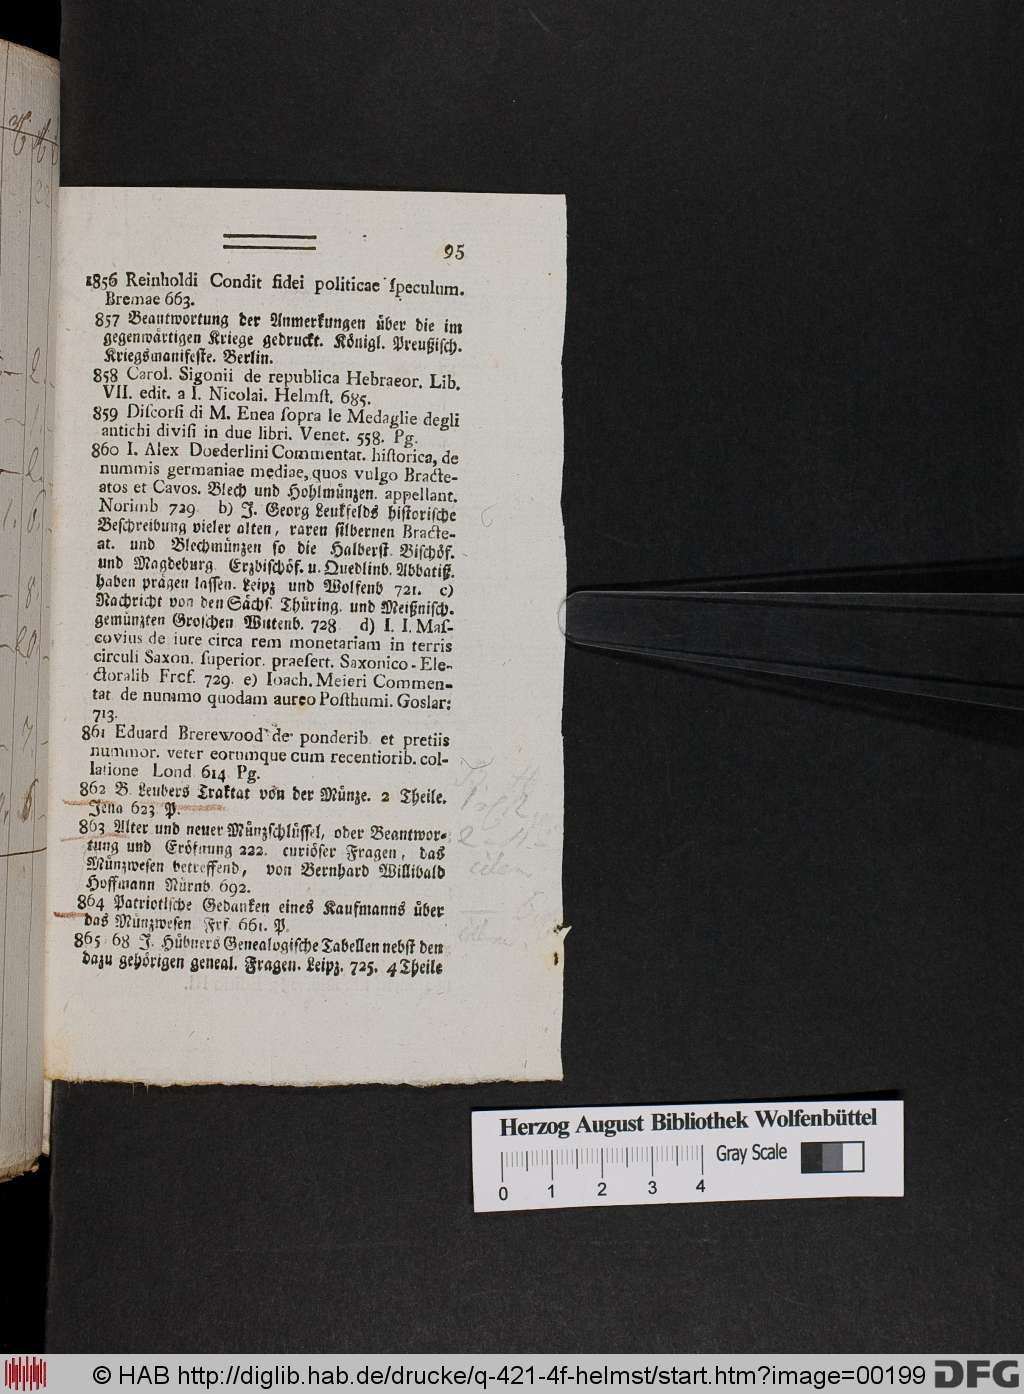 95
1856 Reinholdi Condit fidei politicae ſpeculum.
Bremae 663.
857 Beantwortung der Anmerkungen über die im
gegenwärtigen Kriege gedruckt. Königl. Preußiſch.
Kriegsmanifeſte. Berlin.
858 Carol. Sigonii de republica Hebraeor. Lib.
VII. edit. a I. Nicolai. Helmſt. 685.
859 Diſcorſi di M. Enea ſopra le Medaglie degli
antichi diviſi in due libri. Venet. 558. Pg.
860 I. Alex Doederlini Commentat. hiſtorica, de
nummis germaniae mediae, quos vulgo Bracte-
atos et Cavos. Blech und Hohlmünzen. appellant.
Norimb 729 b) J. Georg Leukfelds hiſtoriſche
Beſchreibung vieler alten, raren ſilbernen Bracte-
at. und Blechmünzen ſo die Halberſt. Biſchöf.
und Magdeburg Erzbiſchöf. u. Quedlinb. Abbatiß.
haben prägen laſſen. Leipz und Wolfenb 721. c)
Nachricht von den Sächſ. Thüring. und Meißniſch.
gemünzten Groſchen Wittenb. 728 d) I. I. Maſ-
covius de iure circa rem monetariam in terris
circuli Saxon. ſuperior. praeſert. Saxonico-Ele-
ctoralib Frcf. 729. e) Ioach. Meieri Commen-
tat de nummo quodam aureo Poſthumi. Goslar:
713.
861 Eduard Brerewood de ponderib. et pretiis
nummor. veter eorumque cum recentiorib. col-
latione Lond 614 Pg.
862 B. Leubers Traktat von der Münze. 2 Theile.
Jena 623 P.
863 Alter und neuer Münzſchlüſſel, oder Beantwor-
tung und Eröfnung 222. curiöſer Fragen, das
Münzweſen betreffend, von Bernhard Willibald
Hoffmann Nürnb 692.
864 Patriotiſche Gedanken eines Kaufmanns über
das Münzweſen Frf. 661. P.
865 68 J. Hübners Genealogiſche Tabellen nebſt den
dazu gehörigen geneal. Fragen. Leipz. 725. 4 Theile
Herzog August Bibliothek Wolfenbüttel
Gray Scale
0 1 2 3 4
© HAB http://diglib.hab.de/drucke/q-421-4f-helmst/start.htm?image=00199
DFG